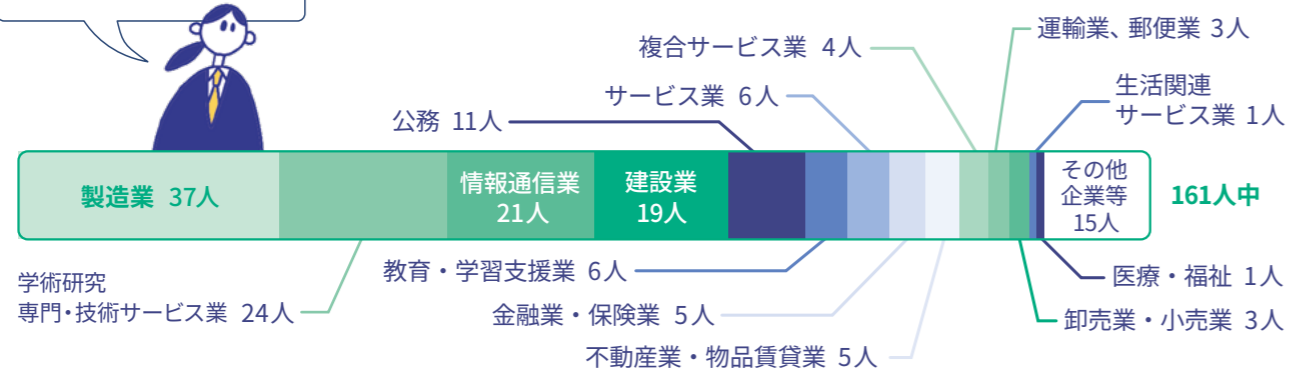 複合サービス業 4人
運輸業、郵便業 3人
サービス業 6人
生活関連
サービス業 1人
公務 11人
製造業 37人
情報通信業
21人
建設業
19人
その他
企業等
15人
161人中
学術研究
専門・技術サービス業 24人
教育・学習支援業 6人
金融業・保険業 5人
不動産業・物品賃貸業 5人
医療・福祉 1人
卸売業・小売業 3人